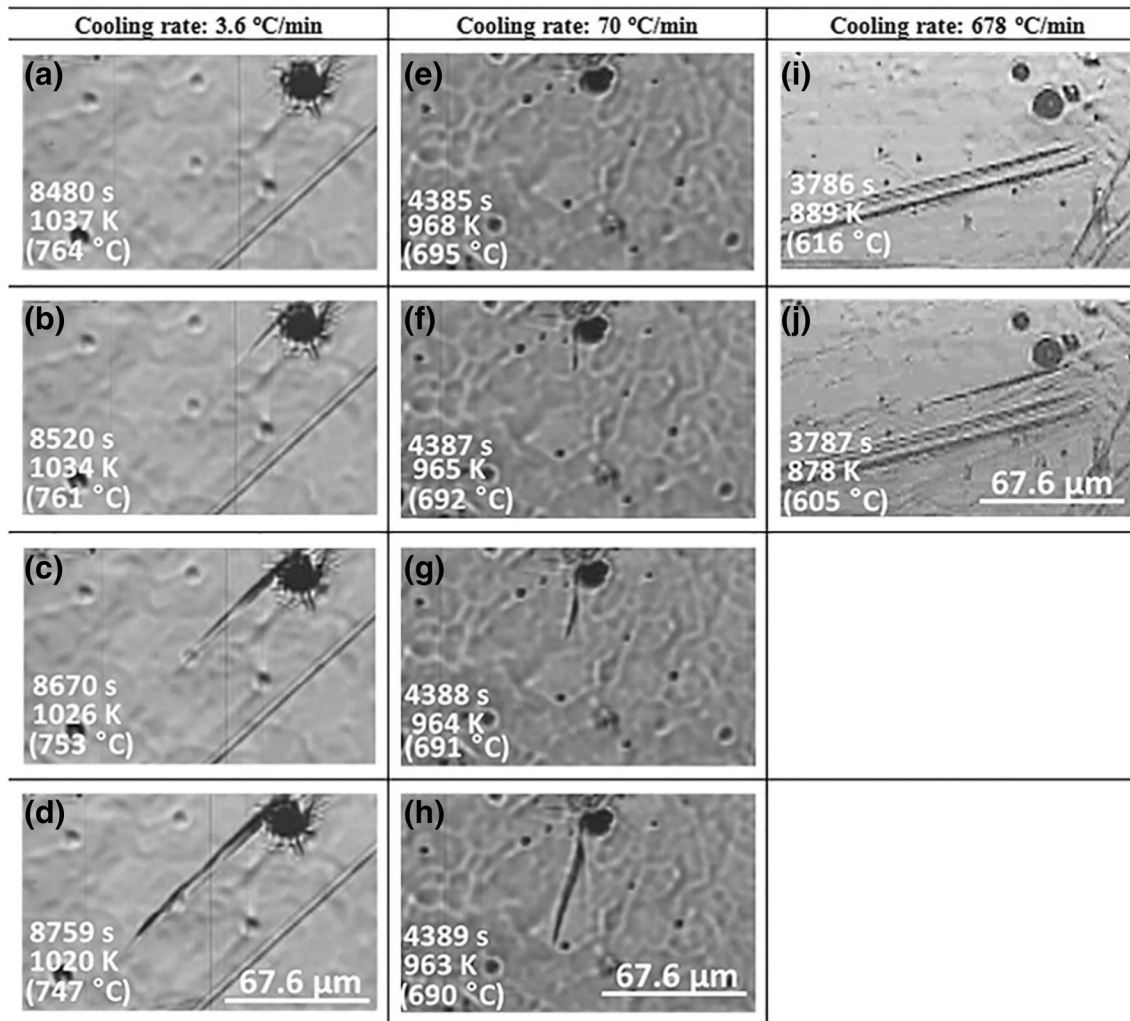 Cooling rate: 3.6 °C/min
Cooling rate: 70 °C/min
Cooling rate: 678 °C/min
(a)
8480 s
1037 K
(764 °C)
(e)
4385 s
968 K
(695 °C)
(i)
3786 s
889 K
(616 °C)
(b)
8520 s
1034 K
(761 °C)
(f)
4387 s
965 K
(692 °C)
(j)
3787 s
878 K
(605 °C)
67.6 μm
(c)
8670 s
1026 K
(753 °C)
(g)
4388 s
964 K
(691 °C)
(d)
8759 s
1020 K
(747 °C)
67.6 μm
(h)
4389 s
963 K
(690 °C)
67.6 μm